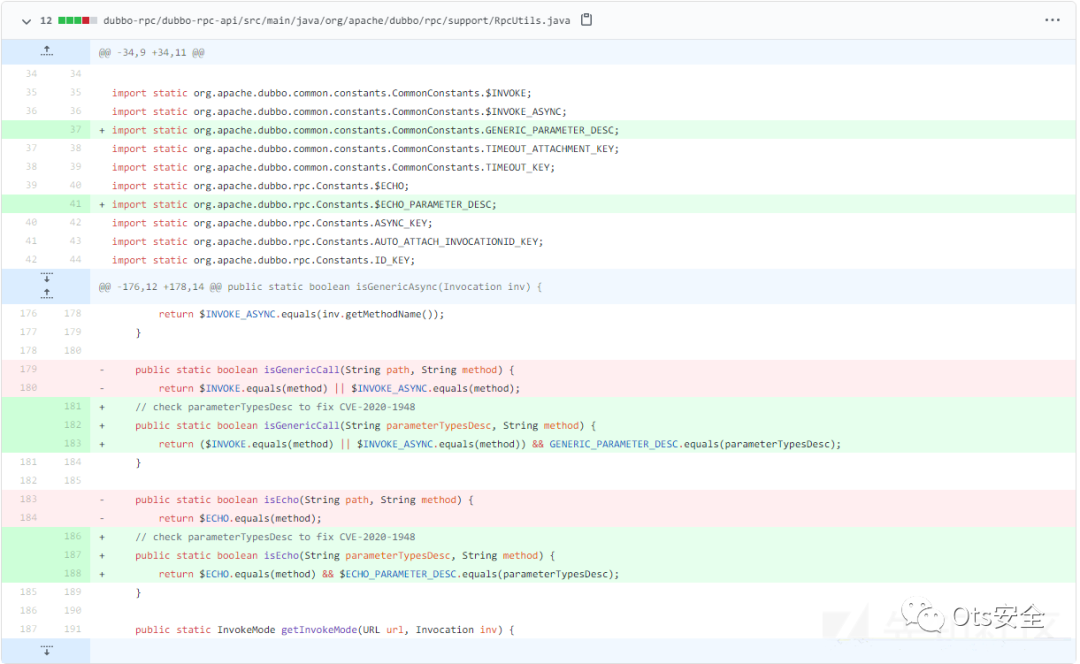 12 dubbo-rpc/dubbo-rpc-api/src/main/java/org/apache/dubbo/rpc/support/RpcUtils.java ...
@@ -34,9 +34,11 @@
34 34
35 35 import static org.apache.dubbo.common.constants.CommonConstants.$INVOKE;
36 36 import static org.apache.dubbo.common.constants.CommonConstants.$INVOKE_ASYNC;
37 + import static org.apache.dubbo.common.constants.CommonConstants.GENERIC_PARAMETER_DESC;
37 38 import static org.apache.dubbo.common.constants.CommonConstants.TIMEOUT_ATTACHMENT_KEY;
38 39 import static org.apache.dubbo.common.constants.CommonConstants.TIMEOUT_KEY;
39 40 import static org.apache.dubbo.rpc.Constants.$ECHO;
41 + import static org.apache.dubbo.rpc.Constants.$ECHO_PARAMETER_DESC;
40 42 import static org.apache.dubbo.rpc.Constants.ASYNC_KEY;
41 43 import static org.apache.dubbo.rpc.Constants.AUTO_ATTACH_INVOCATIONID_KEY;
42 44 import static org.apache.dubbo.rpc.Constants.ID_KEY;
@@ -176,12 +178,14 @@ public static boolean isGenericAsync(Invocation inv) {
176 178 return $INVOKE_ASYNC.equals(inv.getMethodName());
177 179 }
178 180
179 - public static boolean isGenericCall(String path, String method) {
180 - return $INVOKE.equals(method) || $INVOKE_ASYNC.equals(method);
181 + // check parameterTypesDesc to fix CVE-2020-1948
182 + public static boolean isGenericCall(String parameterTypesDesc, String method) {
183 + return ($INVOKE.equals(method) || $INVOKE_ASYNC.equals(method)) && GENERIC_PARAMETER_DESC.equals(parameterTypesDesc);
181 184 }
182 185
183 - public static boolean isEcho(String path, String method) {
184 - return $ECHO.equals(method);
186 + // check parameterTypesDesc to fix CVE-2020-1948
187 + public static boolean isEcho(String parameterTypesDesc, String method) {
188 + return $ECHO.equals(method) && $ECHO_PARAMETER_DESC.equals(parameterTypesDesc);
185 189 }
186 190
187 191 public static InvokeMode getInvokeMode(URL url, Invocation inv) {
Ots安全